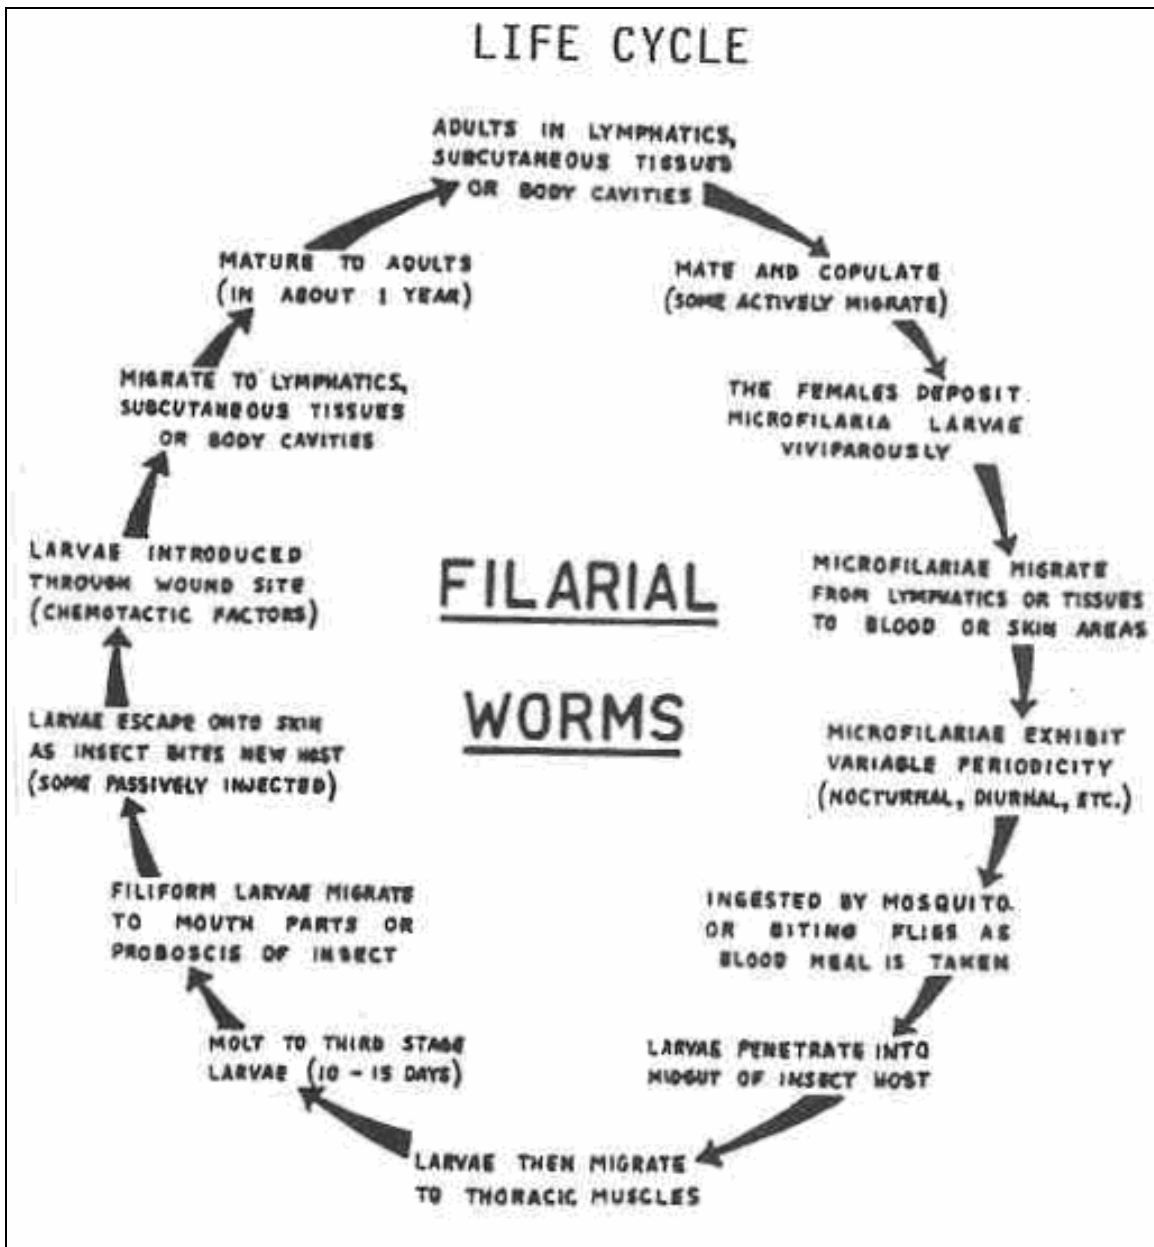 LIFE CYCLE
ADULTS IN LYMPHATICS,
SUBCUTANEOUS TISSUES
OR BODY CAVITIES
MATE AND COPULATE
(SOME ACTIVELY MIGRATE)
THE FEMALES DEPOSIT
MICROFILARIA LARVAE
VIVIPAROUSLY
MICROFILARIAE MIGRATE
FROM LYMPHATICS OR TISSUES
TO BLOOD OR SKIN AREAS
MICROFILARIAE EXHIBIT
VARIABLE PERIODICITY
(NOCTURNAL, DIURNAL, ETC.)
INGESTED BY MOSQUITO.
OR BITING FLIES AS
BLOOD MEAL IS TAKEN
LARVAE PENETRATE INTO
MIDGUT OF INSECT HOST
LARVAE THEN MIGRATE
TO THORACIC MUSCLES
MOLT TO THIRD STAGE
LARVAE (10 - 15 DAYS)
FILIFORM LARVAE MIGRATE
TO MOUTH PARTS OR
PROBOSCIS OF INSECT
LARVAE ESCAPE ONTO SKIN
AS INSECT BITES NEW HOST
(SOME PASSIVELY INJECTED)
LARVAE INTRODUCED
THROUGH WOUND SITE
(CHEMOTACTIC FACTORS)
MIGRATE TO LYMPHATICS,
SUBCUTANEOUS TISSUES
OR BODY CAVITIES
MATURE TO ADULTS
(IN ABOUT 1 YEAR)
FILARIAL
WORMS